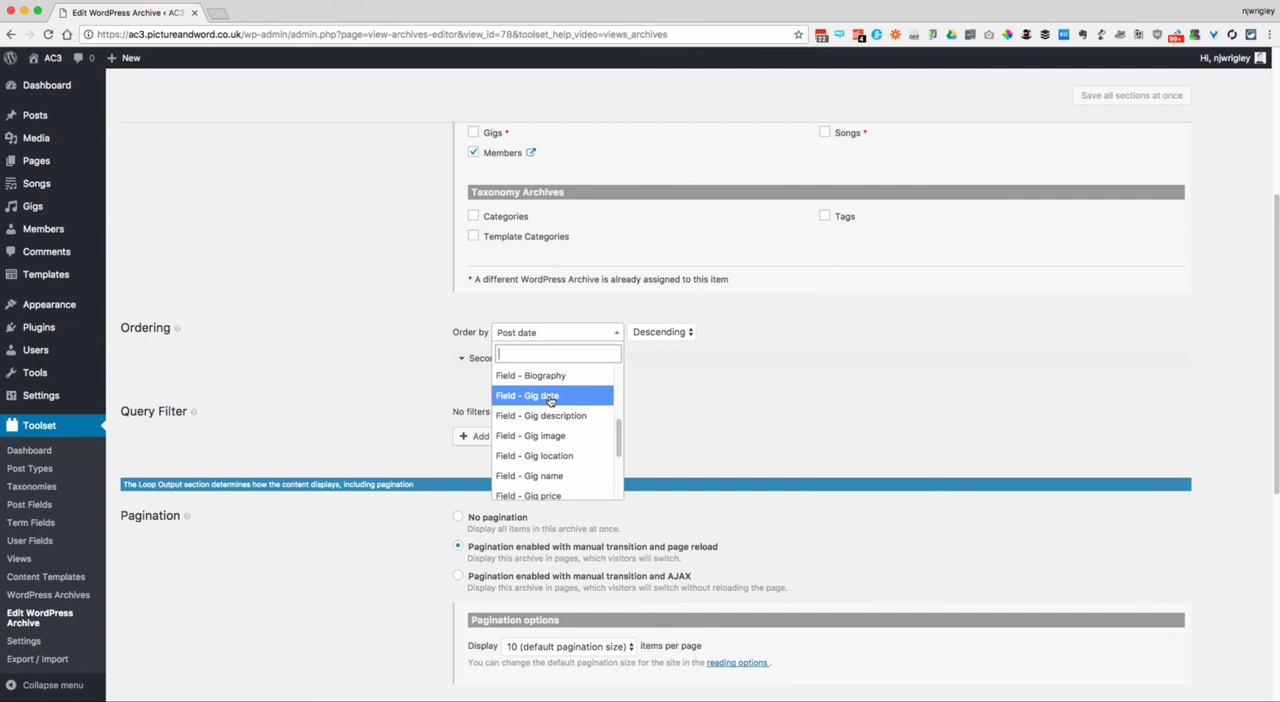 Edit WordPress Archive ‹ AC3
njwrigley
https://ac3.pictureandword.co.uk/wp-admin/admin.php?page=view-archives-editor&view_id=78&toolset_help_video=views_archives
22
4
99+
AC3
0
New
Hi, njwrigley
Dashboard
Posts
Media
Pages
Songs
Gigs
Members
Comments
Templates
Appearance
Plugins
Users
Tools
Settings
Toolset
Dashboard
Post Types
Taxonomies
Post Fields
Term Fields
User Fields
Views
Content Templates
WordPress Archives
Edit WordPress
Archive
Settings
Export / Import
Collapse menu
Save all sections at once
Gigs *
Songs *
Members
Taxonomy Archives
Categories
Tags
Template Categories
* A different WordPress Archive is already assigned to this item
Ordering
Order by
Post date
Descending
Secon
Field - Biography
Field - Gig date
Field - Gig description
Field - Gig image
Field - Gig location
Field - Gig name
Field - Gig price
Query Filter
No filters
Add
The Loop Output section determines how the content displays, including pagination
Pagination
No pagination
Display all items in this archive at once.
Pagination enabled with manual transition and page reload
Display this archive in pages, which visitors will switch.
Pagination enabled with manual transition and AJAX
Display this archive in pages, which visitors will switch without reloading the page.
Pagination options
Display 10 (default pagination size) items per page
You can change the default pagination size for the site in the reading options .